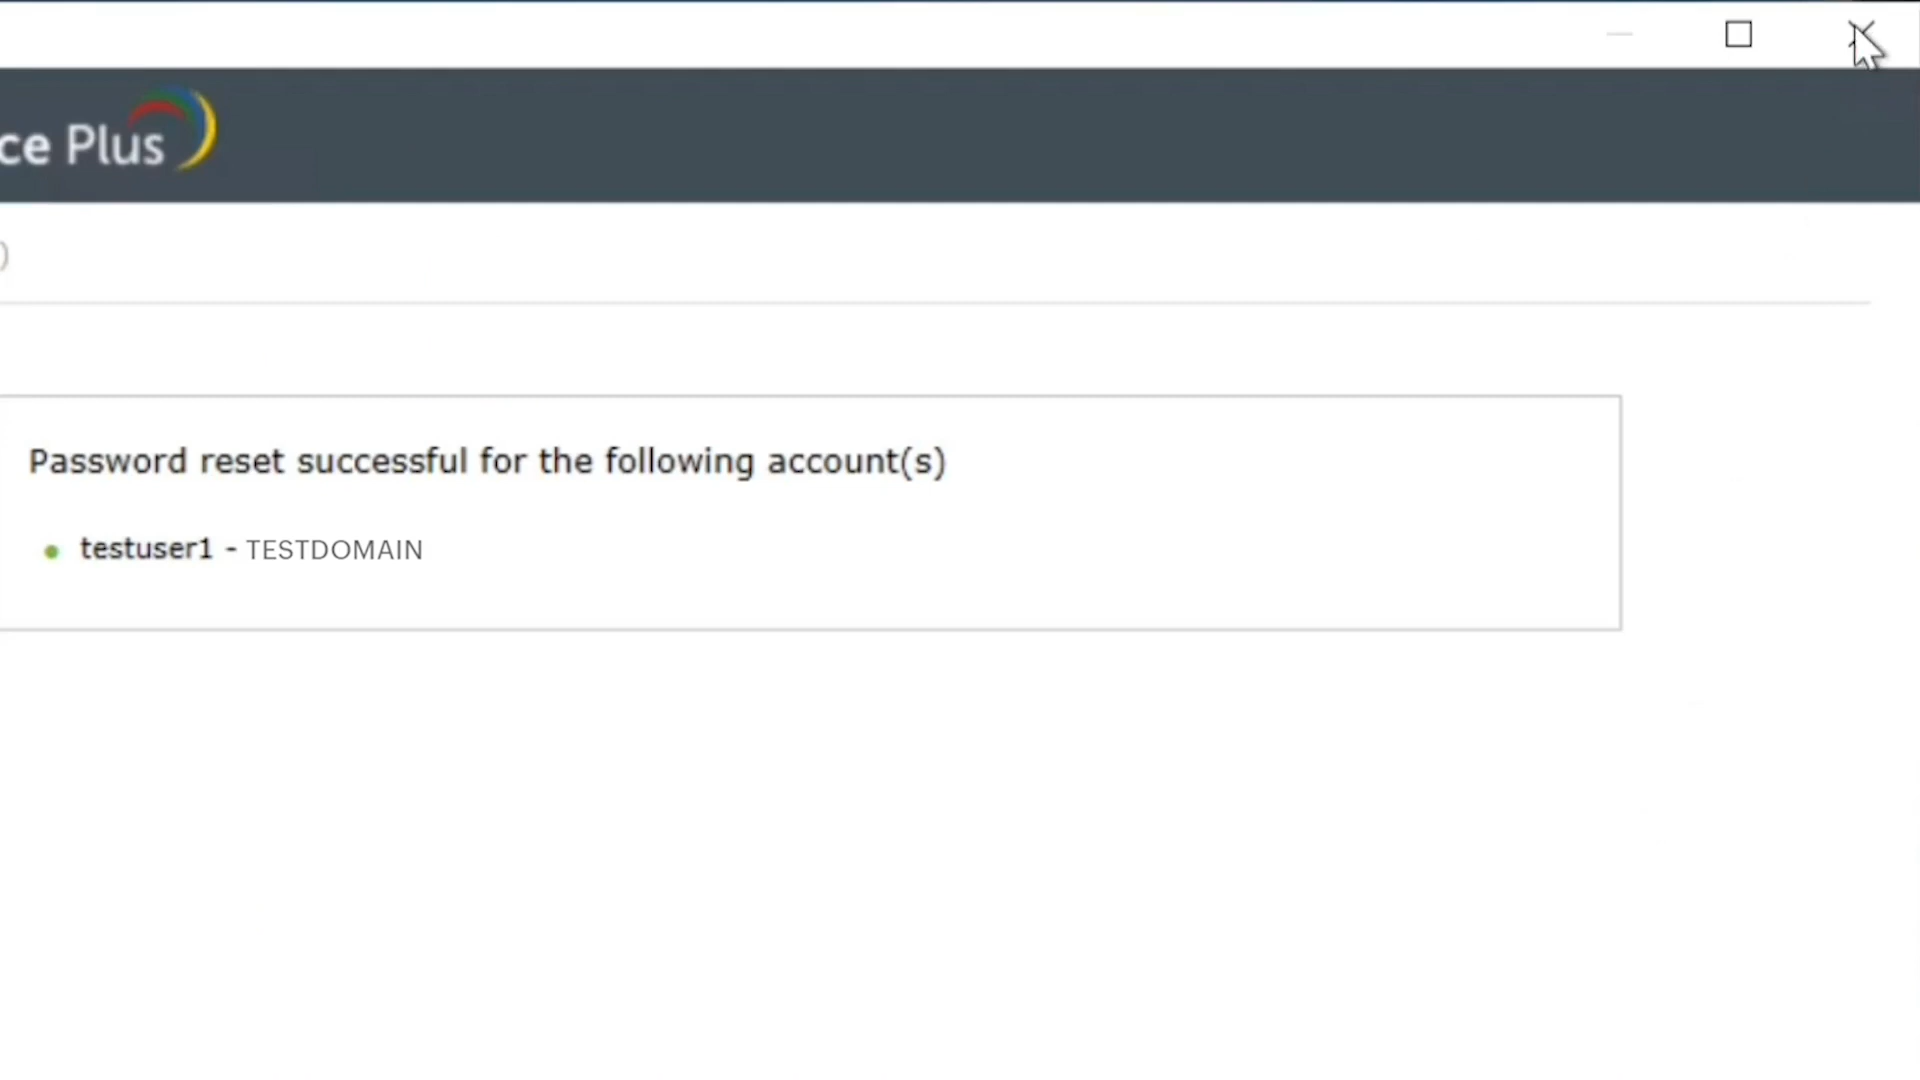 ce Plus
)
Password reset successful for the following account(s)
testuser1 - TESTDOMAIN